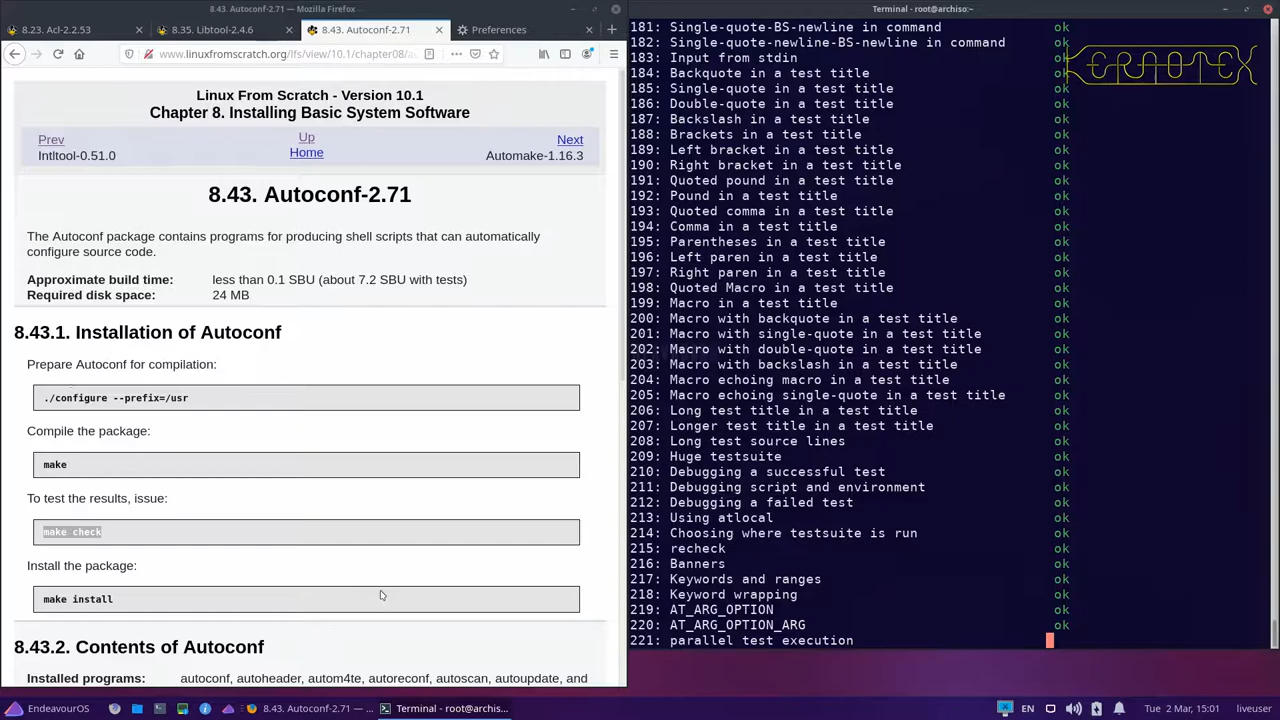 8.43. Autoconf-2.71 — Mozilla Firefox
8.23. Acl-2.2.53
8.35. Libtool-2.4.6
8.43. Autoconf-2.71
Preferences
www.linuxfromscratch.org/lfs/view/10.1/chapter08/au
Linux From Scratch - Version 10.1
Chapter 8. Installing Basic System Software
Prev
Up
Next
Intltool-0.51.0
Home
Automake-1.16.3
8.43. Autoconf-2.71
The Autoconf package contains programs for producing shell scripts that can automatically
configure source code.
Approximate build time: less than 0.1 SBU (about 7.2 SBU with tests)
Required disk space: 24 MB
8.43.1. Installation of Autoconf
Prepare Autoconf for compilation:
./configure --prefix=/usr
Compile the package:
make
To test the results, issue:
make check
Install the package:
make install
8.43.2. Contents of Autoconf
Installed programs: autoconf, autoheader, autom4te, autoreconf, autoscan, autoupdate, and
Terminal - root@archiso:~
181: Single-quote-BS-newline in command ok
182: Single-quote-newline-BS-newline in command ok
183: Input from stdin ok
184: Backquote in a test title ok
185: Single-quote in a test title ok
186: Double-quote in a test title ok
187: Backslash in a test title ok
188: Brackets in a test title ok
189: Left bracket in a test title ok
190: Right bracket in a test title ok
191: Quoted pound in a test title ok
192: Pound in a test title ok
193: Quoted comma in a test title ok
194: Comma in a test title ok
195: Parentheses in a test title ok
196: Left paren in a test title ok
197: Right paren in a test title ok
198: Quoted Macro in a test title ok
199: Macro in a test title ok
200: Macro with backquote in a test title ok
201: Macro with single-quote in a test title ok
202: Macro with double-quote in a test title ok
203: Macro with backslash in a test title ok
204: Macro echoing macro in a test title ok
205: Macro echoing single-quote in a test title ok
206: Long test title in a test title ok
207: Longer test title in a test title ok
208: Long test source lines ok
209: Huge testsuite ok
210: Debugging a successful test ok
211: Debugging script and environment ok
212: Debugging a failed test ok
213: Using atlocal ok
214: Choosing where testsuite is run ok
215: recheck ok
216: Banners ok
217: Keywords and ranges ok
218: Keyword wrapping ok
219: AT_ARG_OPTION ok
220: AT_ARG_OPTION_ARG ok
221: parallel test execution
EndeavourOS
8.43. Autoconf-2.71 — ...
Terminal - root@archis...
EN
Tue 2 Mar, 15:01
liveuser